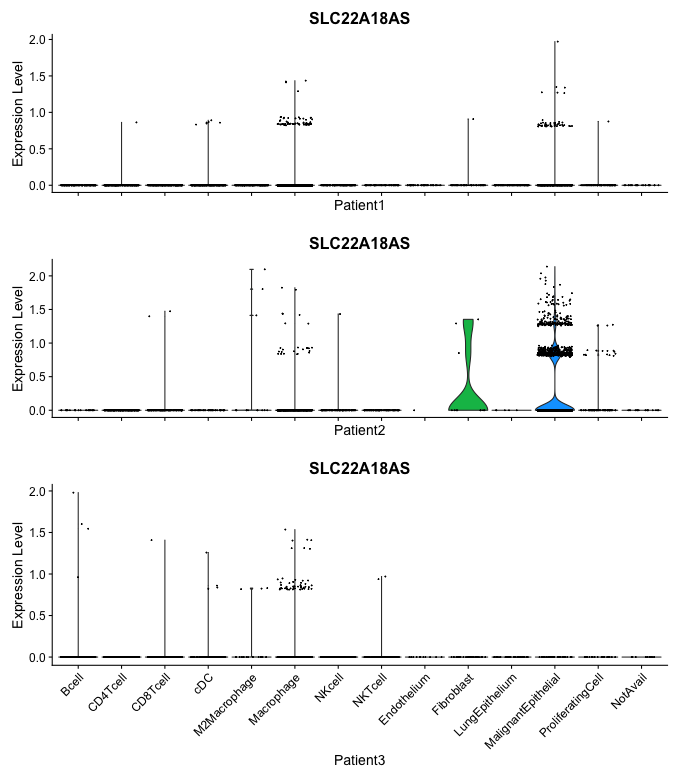 SLC22A18AS
2.0
1.5
1.0
0.5
0.0
Expression Level
Patient1
SLC22A18AS
2.0
1.5
1.0
0.5
0.0
Expression Level
Patient2
SLC22A18AS
2.0
1.5
1.0
0.5
0.0
Expression Level
Bcell
CD4Tcell
CD8Tcell
cDC
M2Macrophage
Macrophage
NKcell
NKTcell
Endothelium
Fibroblast
LungEpithelium
MalignantEpithelial
ProliferatingCell
NotAvail
Patient3